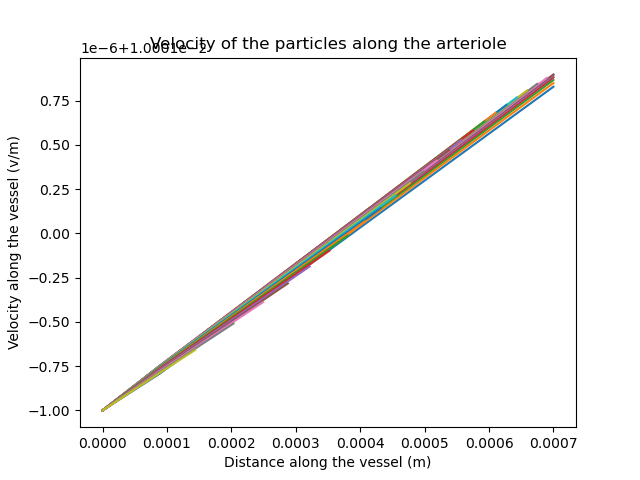 Velocity of the particles along the arteriole
1e−6+1.0001e−2
0.75
0.50
0.25
0.00
−0.25
−0.50
−0.75
−1.00
Velocity along the vessel (v/m)
0.0000 0.0001 0.0002 0.0003 0.0004 0.0005 0.0006 0.0007
Distance along the vessel (m)